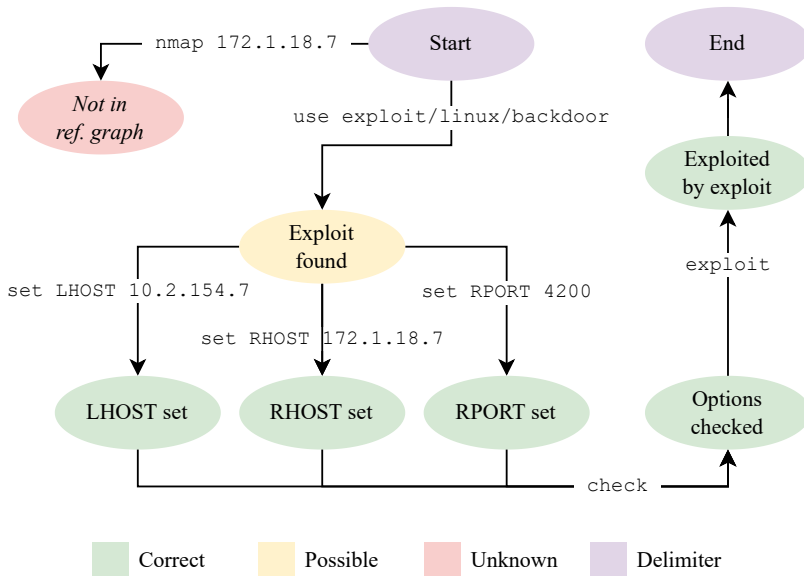 nmap 172.1.18.7
Start
End
Not in
ref. graph
use exploit/linux/backdoor
Exploited
by exploit
Exploit
found
exploit
set LHOST 10.2.154.7
set RPORT 4200
set RHOST 172.1.18.7
LHOST set
RHOST set
RPORT set
Options
checked
check
Correct
Possible
Unknown
Delimiter